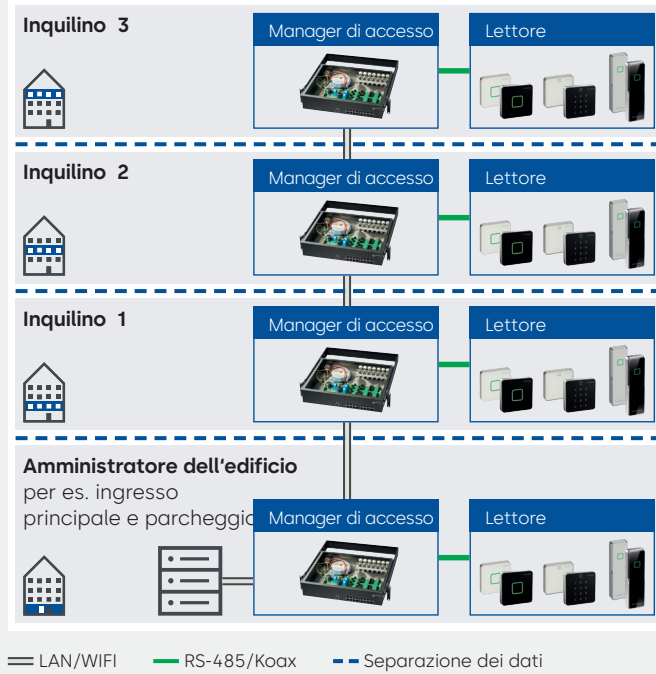 Inquilino 3
Manager di accesso
Lettore
Inquilino 2
Manager di accesso
Lettore
Inquilino 1
Manager di accesso
Lettore
Amministratore dell‘edificio
per es. ingresso
principale e parcheggio
Manager di accesso
Lettore
LAN/WIFI
RS-485/Koax
Separazione dei dati